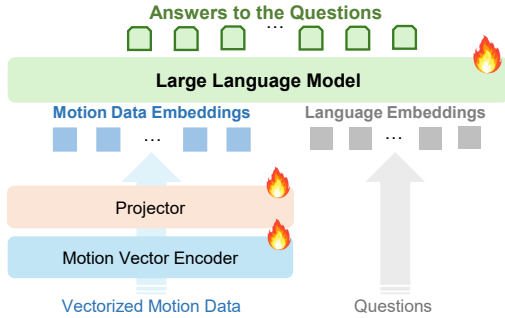 Answers to the Questions
...
Large Language Model
Motion Data Embeddings Language Embeddings
... ...
Projector
Motion Vector Encoder
Vectorized Motion Data Questions